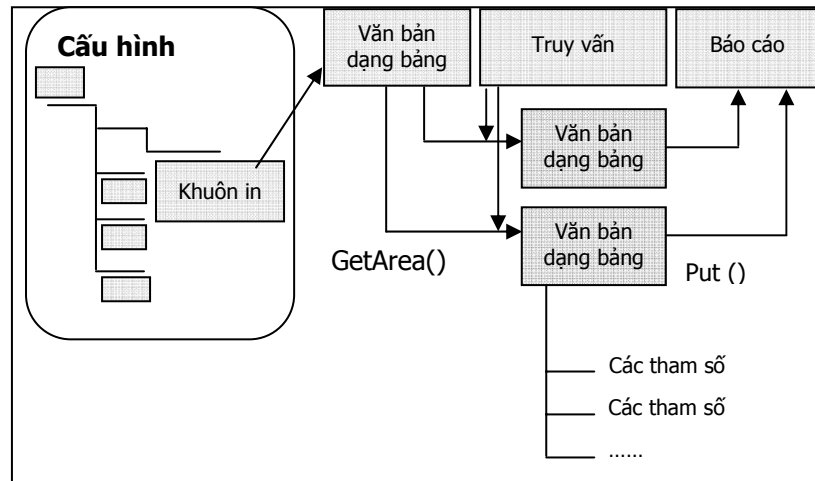 Cấu hình
Văn bản
dạng bảng
Truy vấn
Báo cáo
Khuôn in
Văn bản
dạng bảng
Văn bản
dạng bảng
GetArea()
Put ()
Các tham số
Các tham số
......